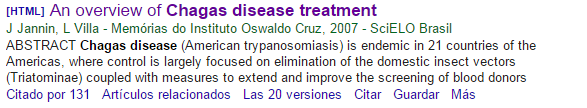 [HTML] An overview of Chagas disease treatment
J Jannin, L Villa - Memórias do Instituto Oswaldo Cruz, 2007 - SciELO Brasil
ABSTRACT Chagas disease (American trypanosomiasis) is endemic in 21 countries of the
Americas, where control is largely focused on elimination of the domestic insect vectors
(Triatominae) coupled with measures to extend and improve the screening of blood donors
Citado por 131 Artículos relacionados Las 20 versiones Citar Guardar Más